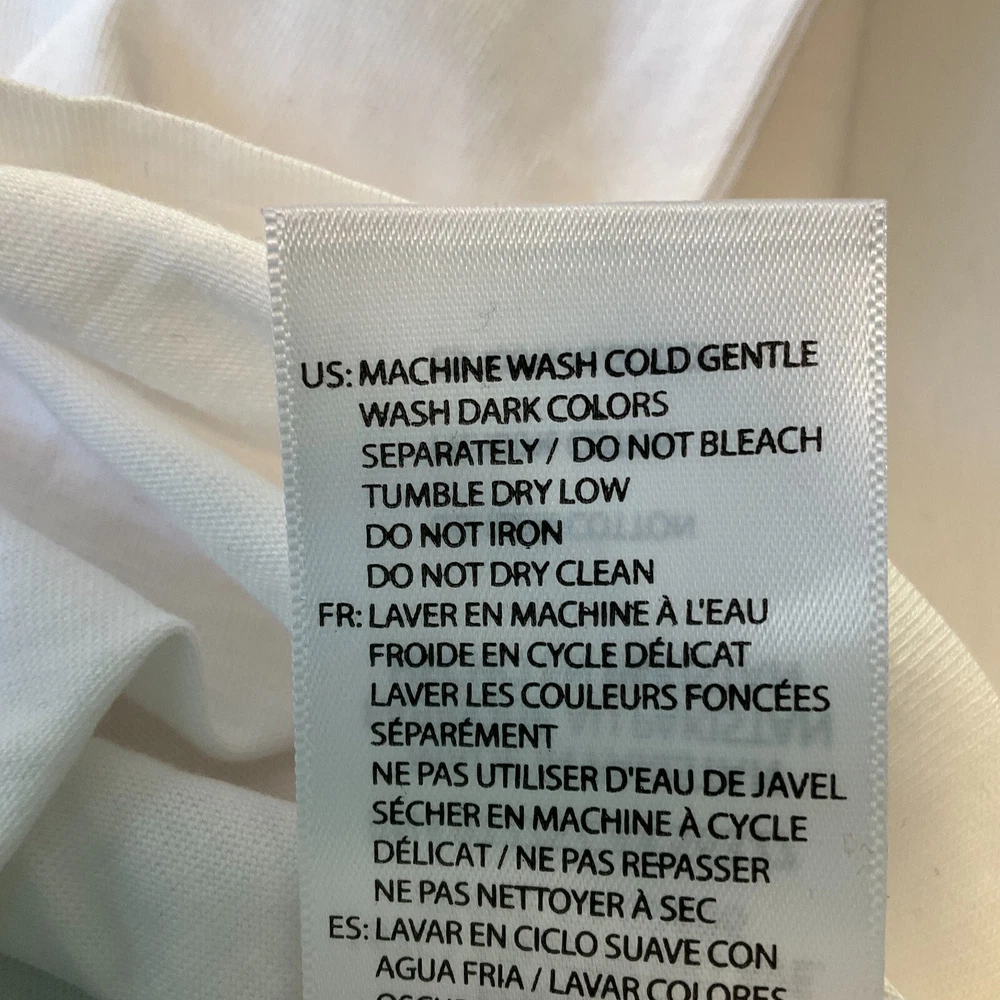 US: MACHINE WASH COLD GENTLE
WASH DARK COLORS
SEPARATELY / DO NOT BLEACH
TUMBLE DRY LOW
DO NOT IRON
DO NOT DRY CLEAN
FR: LAVER EN MACHINE À L'EAU
FROIDE EN CYCLE DÉLICAT
LAVER LES COULEURS FONCÉES
SÉPARÉMENT
NE PAS UTILISER D'EAU DE JAVEL
SÉCHER EN MACHINE À CYCLE
DÉLICAT / NE PAS REPASSER
NE PAS NETTOYER À SEC
ES: LAVAR EN CICLO SUAVE CON
AGUA FRIA / LAVAR COLORES